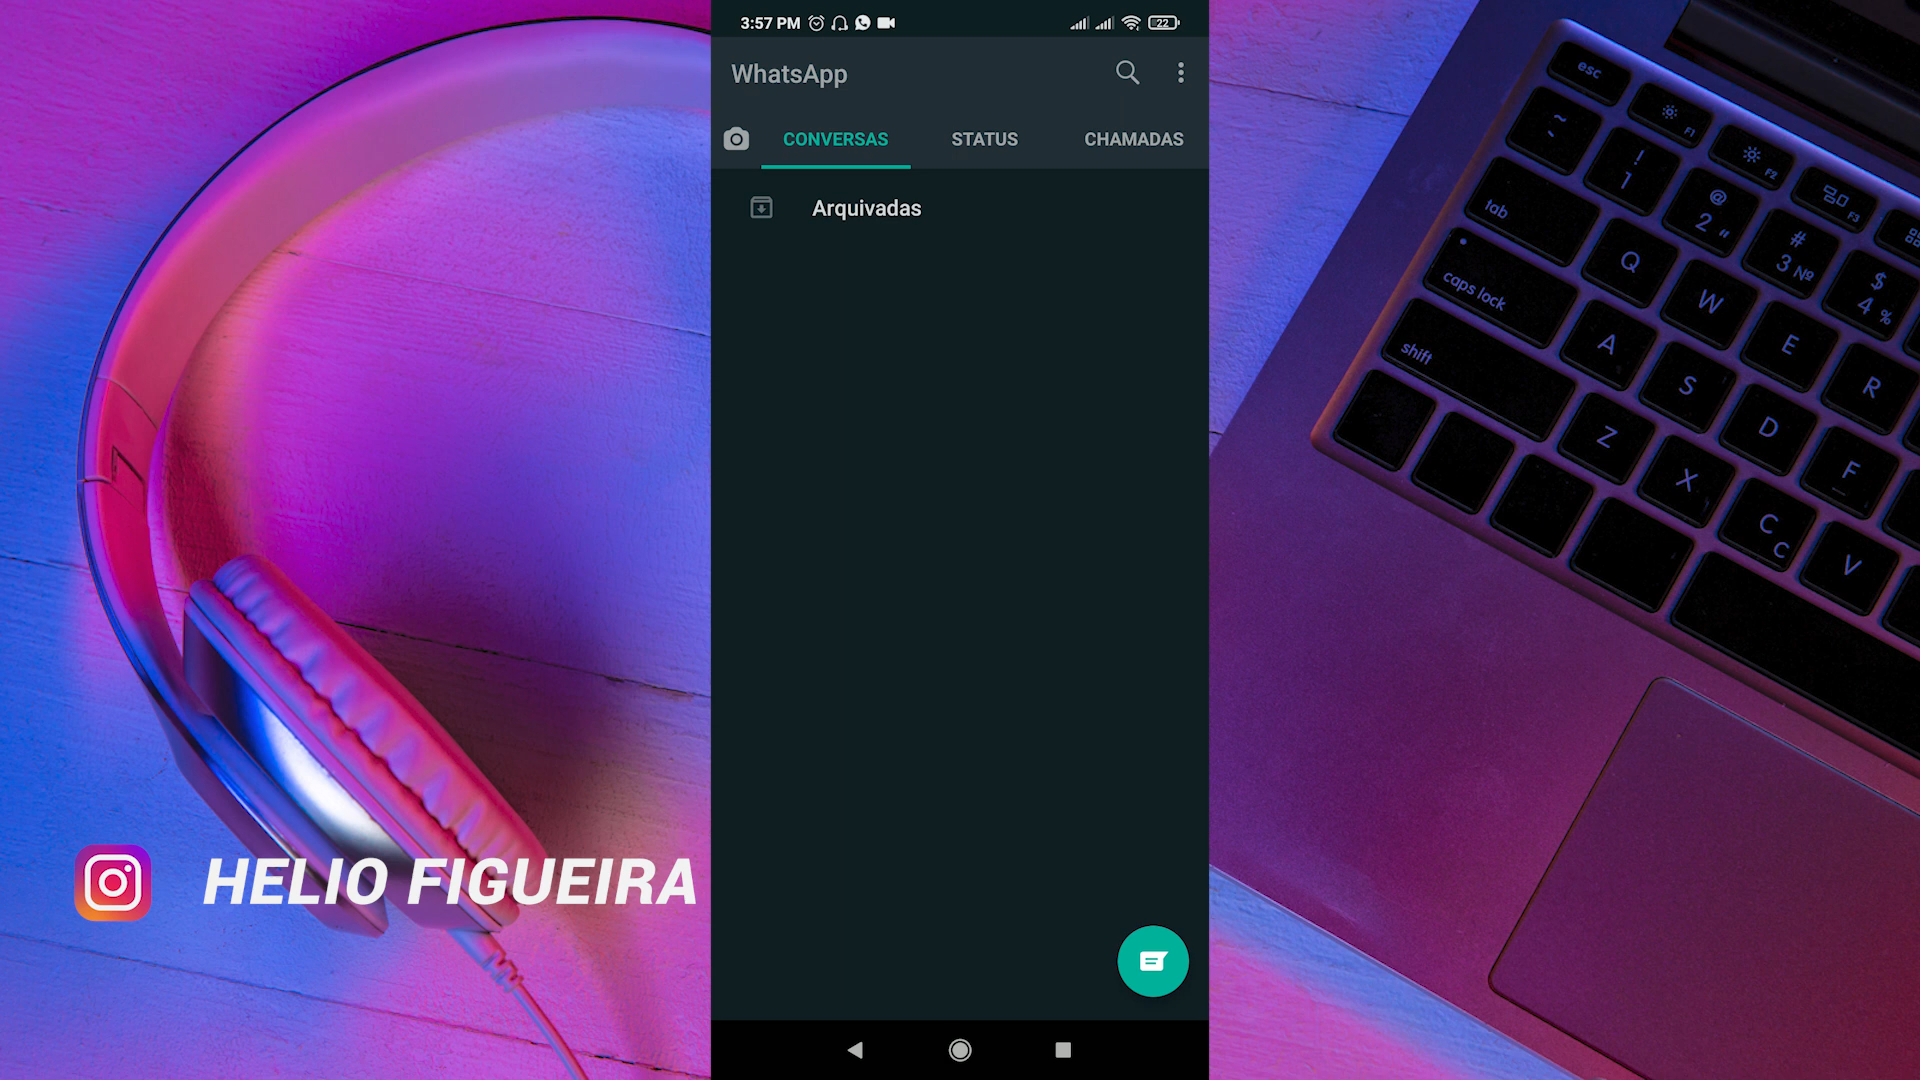 3:57 PM
22
WhatsApp
CONVERSAS
STATUS
CHAMADAS
Arquivadas
HELIO FIGUEIRA
esc
F1
F2
F3
~
!
1
@
2 "
#
3 №
$
4 %
tab
Q
W
E
R
caps lock
A
S
D
F
shift
Z
X
C
C
V